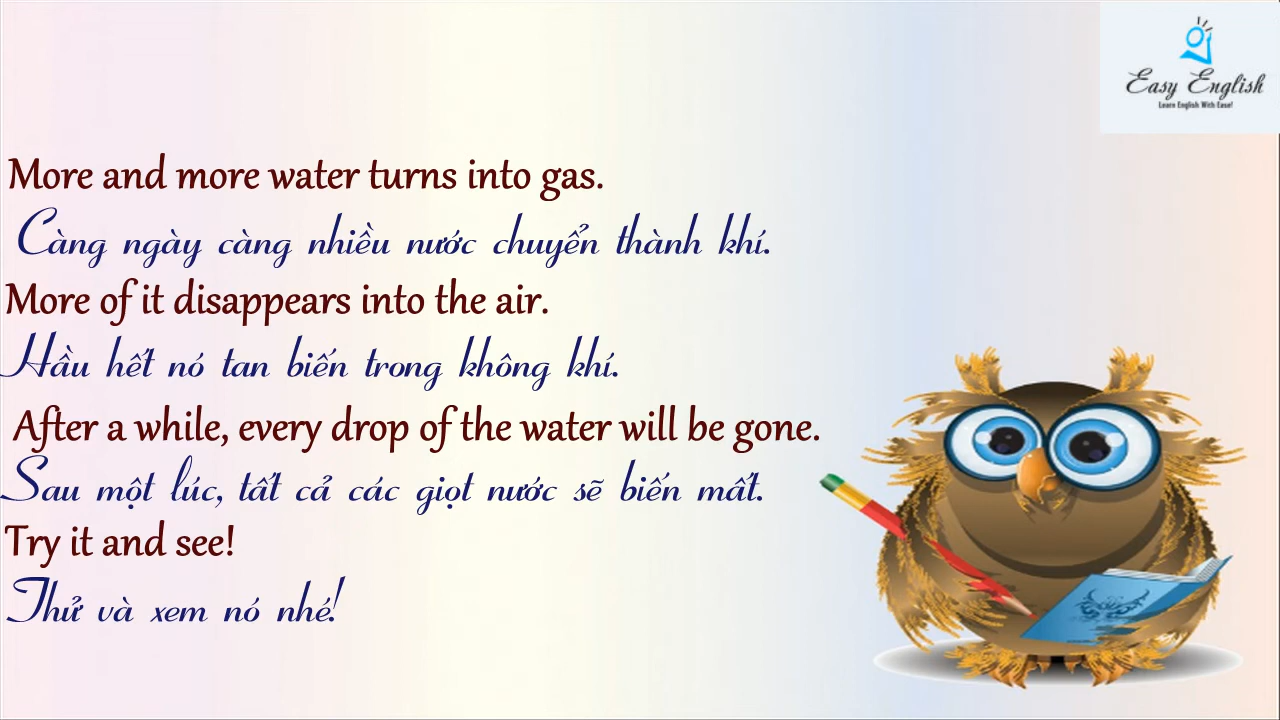 Easy English
Learn English With Ease!
More and more water turns into gas.
Càng ngày càng nhiều nước chuyển thành khí.
More of it disappears into the air.
Hầu hết nó tan biến trong không khí.
After a while, every drop of the water will be gone.
Sau một lúc, tất cả các giọt nước sẽ biến mất.
Try it and see!
Thử và xem nó nhé!